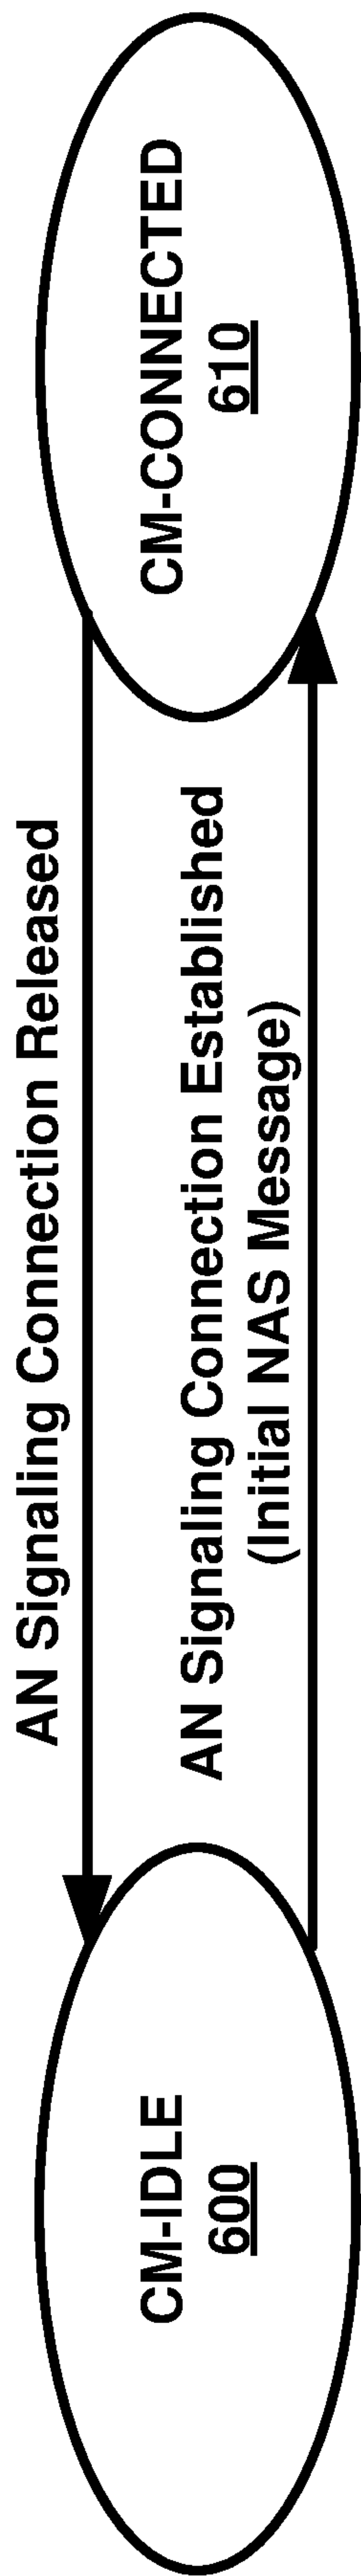 AN Signaling Connection Released
CM-IDLE
600
AN Signaling Connection Established
(Initial NAS Message)
CM-CONNECTED
610